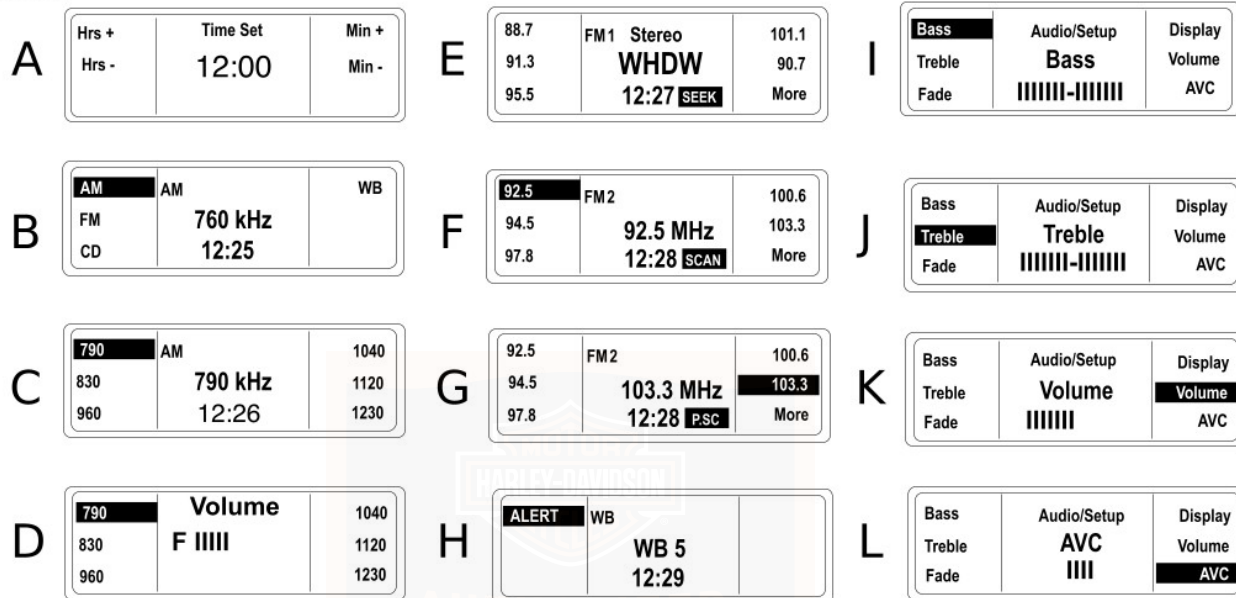 A
Hrs +
Hrs -
Time Set
12:00
Min +
Min -
B
AM
FM
CD
AM
760 kHz
12:25
WB
C
790
830
960
AM
790 kHz
12:26
1040
1120
1230
D
790
830
960
Volume
F IIIII
1040
1120
1230
E
88.7
91.3
95.5
FM1 Stereo
WHDW
12:27 SEEK
101.1
90.7
More
F
92.5
94.5
97.8
FM2
92.5 MHz
12:28 SCAN
100.6
103.3
More
G
92.5
94.5
97.8
FM2
103.3 MHz
12:28 P.SC
100.6
103.3
More
H
ALERT
WB
WB 5
12:29
I
Bass
Treble
Fade
Audio/Setup
Bass
IIIIIII-IIIIIII
Display
Volume
AVC
J
Bass
Treble
Fade
Audio/Setup
Treble
IIIIIII-IIIIIII
Display
Volume
AVC
K
Bass
Treble
Fade
Audio/Setup
Volume
IIIIIII
Display
Volume
AVC
L
Bass
Treble
Fade
Audio/Setup
AVC
IIII
Display
Volume
AVC
MOTOR
HARLEY-DAVIDSON